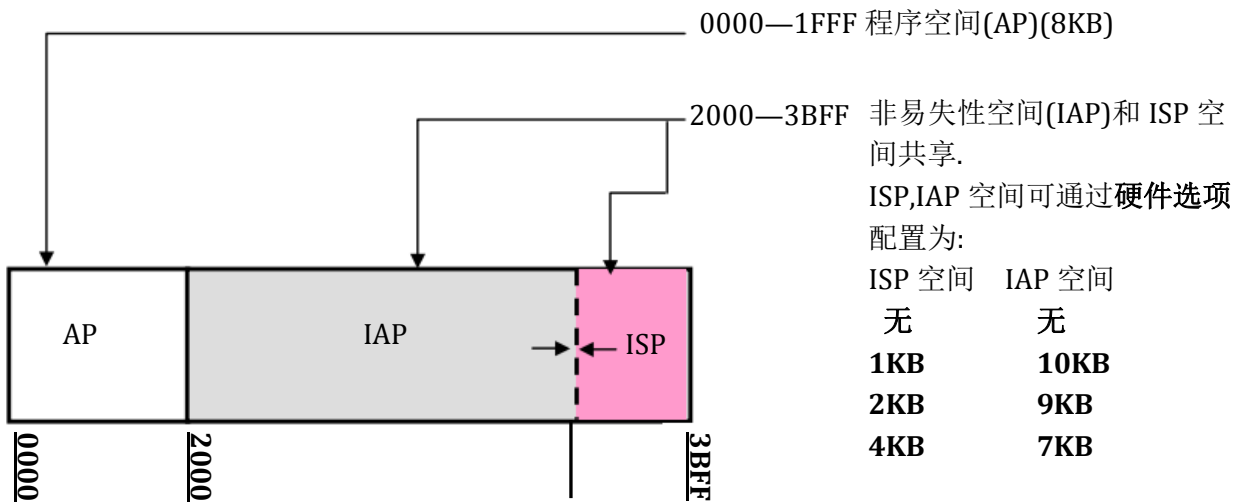 0000—1FFF 程序空间(AP)(8KB)
2000—3BFF 非易失性空间(IAP)和 ISP 空
间共享.
ISP,IAP 空间可通过硬件选项
配置为:
ISP 空间 IAP 空间
无 无
1KB 10KB
2KB 9KB
4KB 7KB
AP
IAP
ISP
0000
2000
3BFF